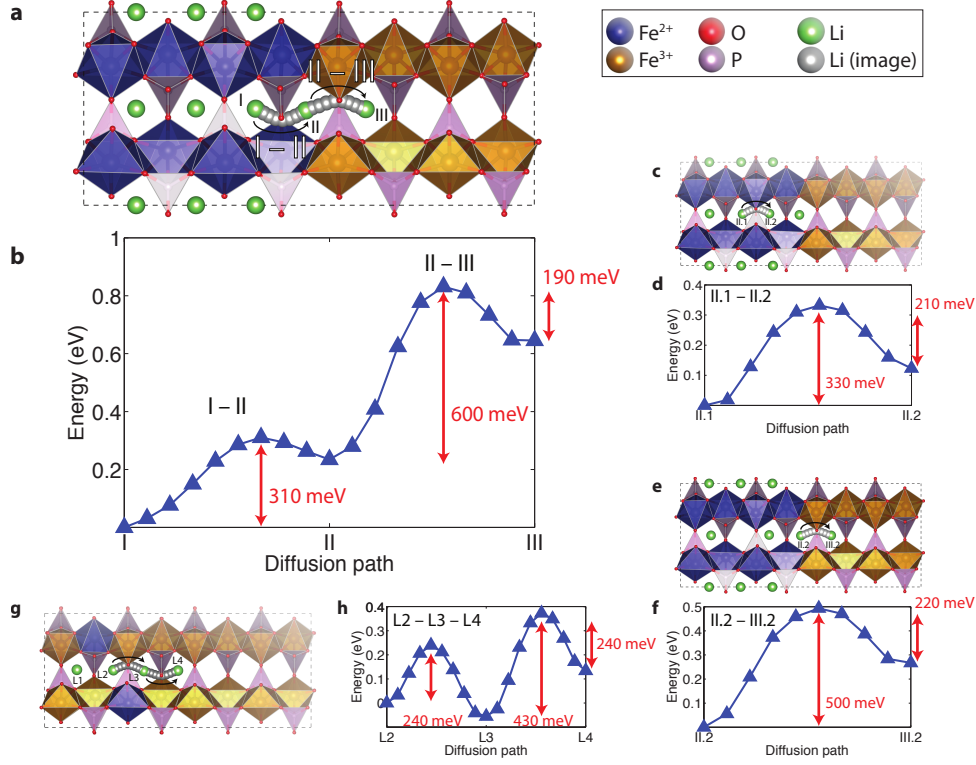 a
Fe2+
O
Li
Fe3+
P
Li (image)
II – III
I
II
III
I – II
b
Energy (eV)
1
0.8
0.6
0.4
0.2
I – II
II – III
190 meV
600 meV
310 meV
I
II
III
Diffusion path
c
II.1
II.2
d
II.1 – II.2
Energy (eV)
0.4
0.3
0.2
0.1
210 meV
330 meV
II.1
II.2
Diffusion path
e
II.2
III.2
f
II.2 – III.2
Energy (eV)
0.5
0.4
0.3
0.2
0.1
220 meV
500 meV
II.2
III.2
Diffusion path
g
L1
L2
L3
L4
h
L2 – L3 – L4
Energy (eV)
0.4
0.3
0.2
0.1
0
240 meV
240 meV
430 meV
L2
L3
L4
Diffusion path